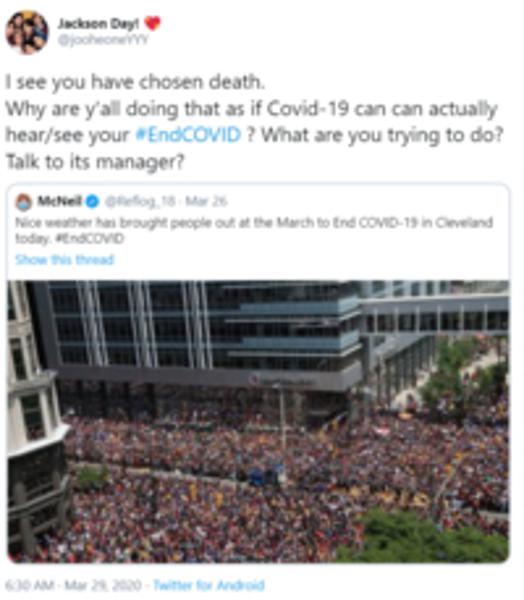 Jackson Day! ❤️
@jooheoneYYY
I see you have chosen death.
Why are y'all doing that as if Covid-19 can can actually
hear/see your #EndCOVID ? What are you trying to do?
Talk to its manager?
McNeil @Reflog_18 · Mar 26
Nice weather has brought people out at the March to End COVID-19 in Cleveland
today. #EndCOVID
Show this thread
6:30 AM · Mar 29, 2020 · Twitter for Android